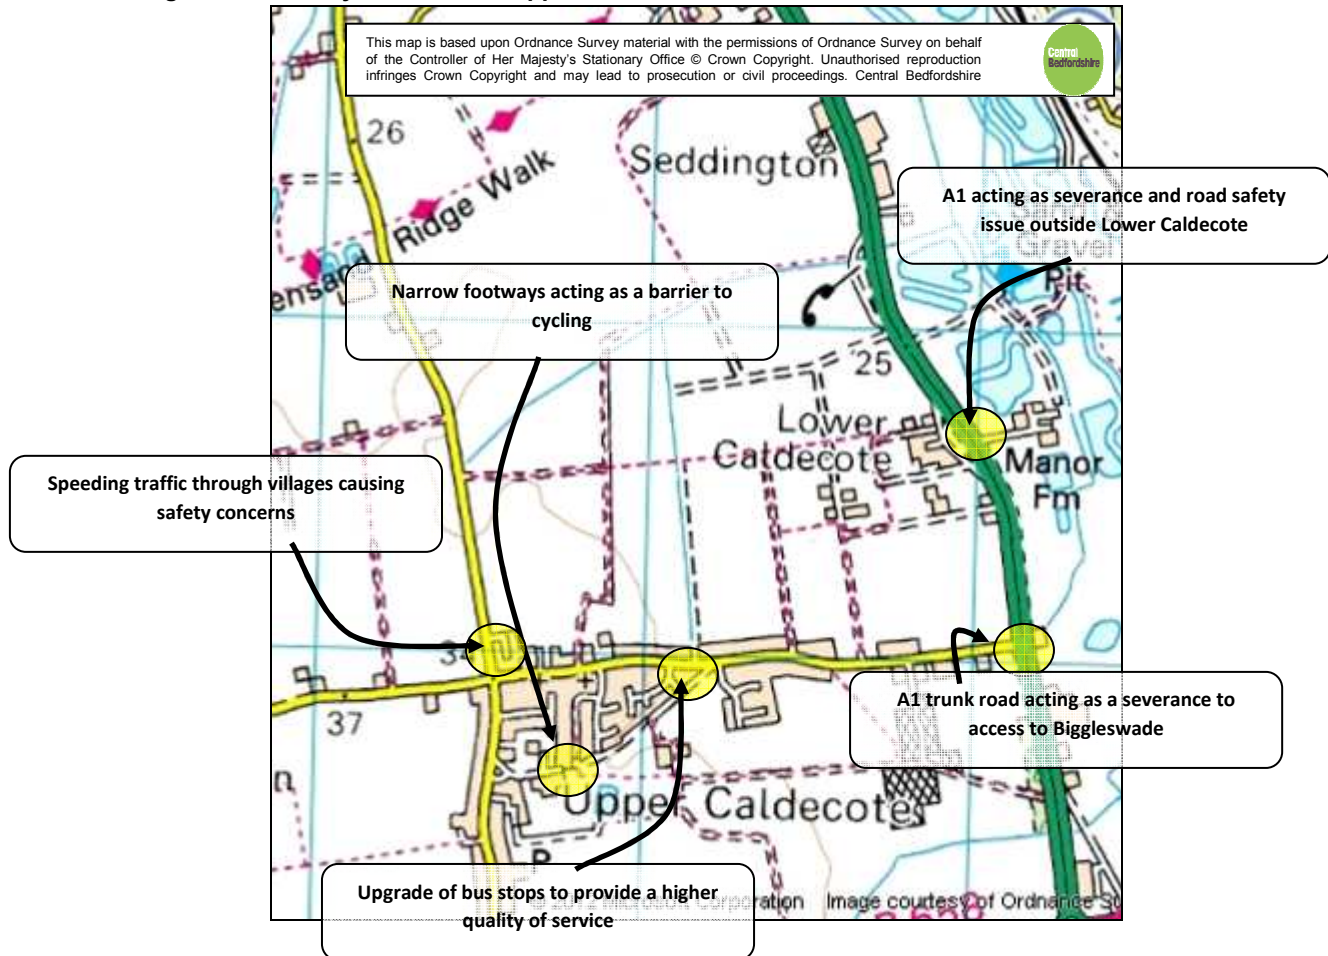 This map is based upon Ordnance Survey material with the permissions of Ordnance Survey on behalf
of the Controller of Her Majesty's Stationary Office © Crown Copyright. Unauthorised reproduction
infringes Crown Copyright and may lead to prosecution or civil proceedings. Central Bedfordshire
Central
Bedfordshire
26
Seddington
Ridge Walk
A1 acting as severance and road safety
issue outside Lower Caldecote
Pit
Narrow footways acting as a barrier to
cycling
25
Lower
Caldecote
Manor
Fm
Speeding traffic through villages causing
safety concerns
37
A1 trunk road acting as a severance to
access to Biggleswade
Upper Caldecote
P
Upgrade of bus stops to provide a higher
quality of service
Image courtesy of Ordnance